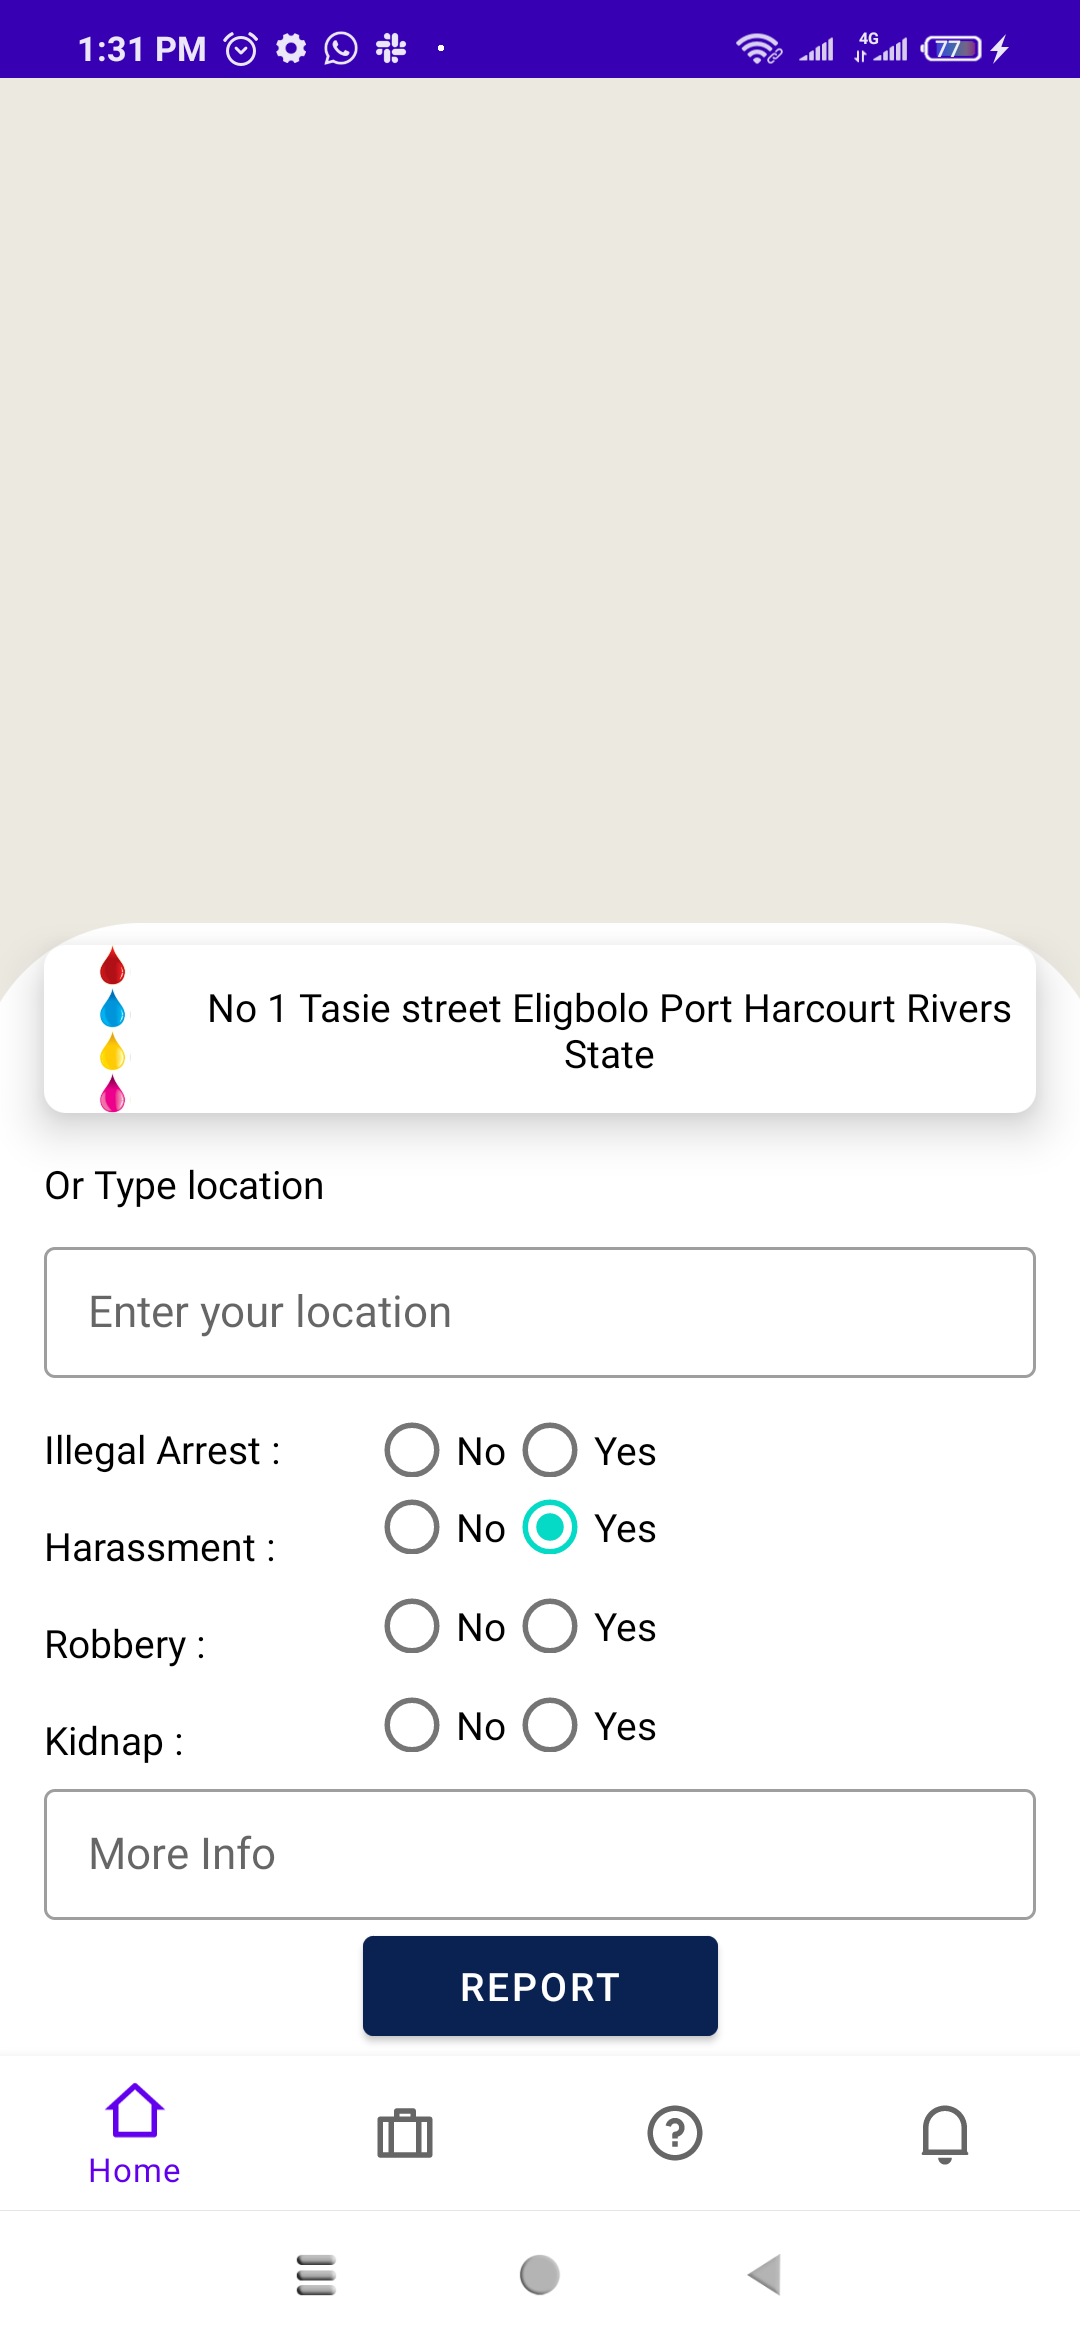 1:31 PM 4G 77
No 1 Tasie street Eligbolo Port Harcourt Rivers
State
Or Type location
Enter your location
Illegal Arrest : No Yes
Harassment : No Yes
Robbery : No Yes
Kidnap : No Yes
More Info
REPORT
Home